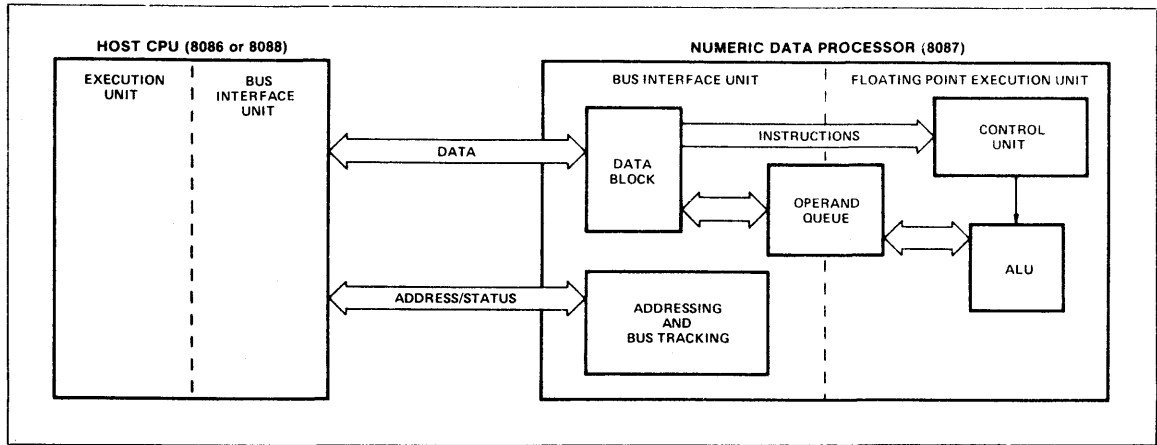 HOST CPU (8086 or 8088)
EXECUTION
UNIT
BUS
INTERFACE
UNIT
DATA
ADDRESS/STATUS
NUMERIC DATA PROCESSOR (8087)
BUS INTERFACE UNIT
FLOATING POINT EXECUTION UNIT
DATA
BLOCK
INSTRUCTIONS
CONTROL
UNIT
OPERAND
QUEUE
ALU
ADDRESSING
AND
BUS TRACKING